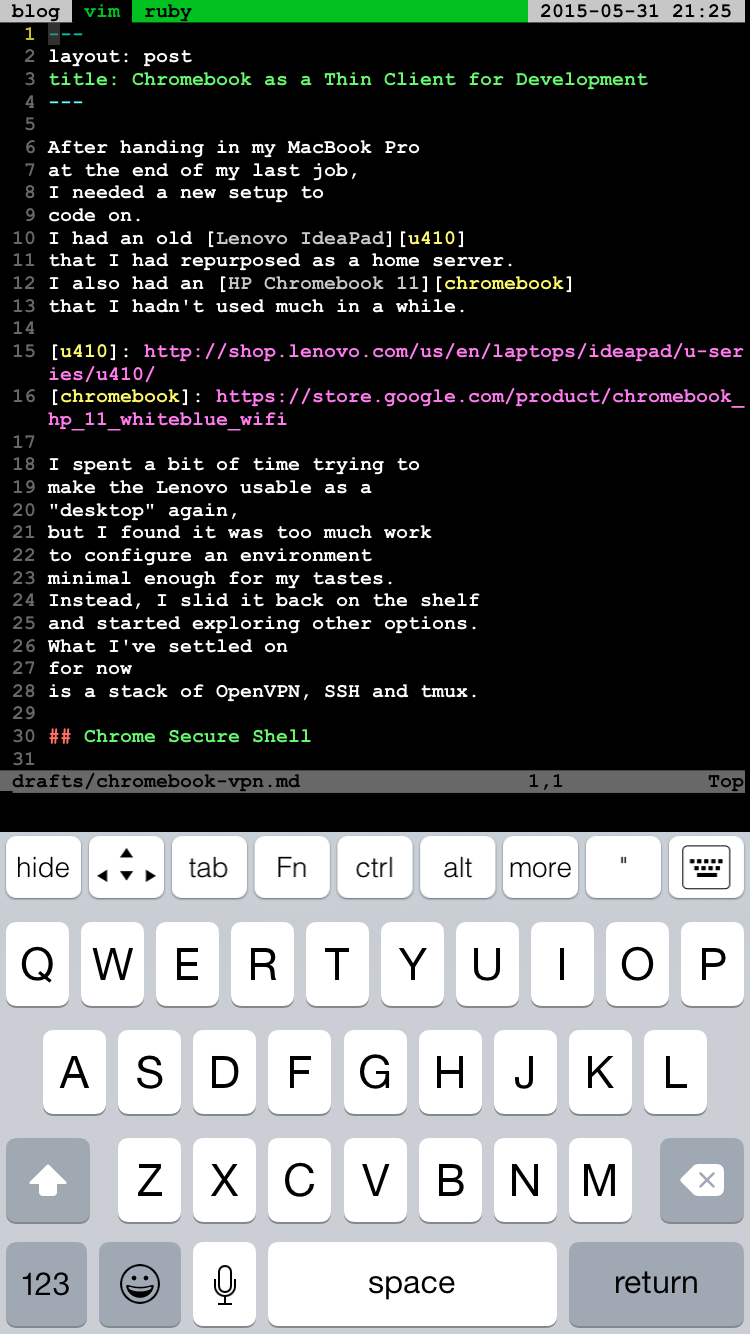 blog vim ruby 2015-05-31 21:25
1 ---
2 layout: post
3 title: Chromebook as a Thin Client for Development
4 ---
5
6 After handing in my MacBook Pro
7 at the end of my last job,
8 I needed a new setup to
9 code on.
10 I had an old [Lenovo IdeaPad][u410]
11 that I had repurposed as a home server.
12 I also had an [HP Chromebook 11][chromebook]
13 that I hadn't used much in a while.
14
15 [u410]: http://shop.lenovo.com/us/en/laptops/ideapad/u-ser
ies/u410/
16 [chromebook]: https://store.google.com/product/chromebook_
hp_11_whiteblue_wifi
17
18 I spent a bit of time trying to
19 make the Lenovo usable as a
20 "desktop" again,
21 but I found it was too much work
22 to configure an environment
23 minimal enough for my tastes.
24 Instead, I slid it back on the shelf
25 and started exploring other options.
26 What I've settled on
27 for now
28 is a stack of OpenVPN, SSH and tmux.
29
30 ## Chrome Secure Shell
31
drafts/chromebook-vpn.md 1,1 Top
hide tab Fn ctrl alt more "
Q W E R T Y U I O P
A S D F G H J K L
Z X C V B N M
123 space return